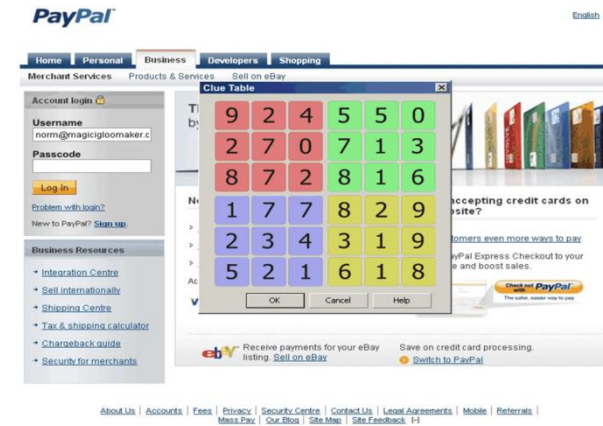 PayPal
English
Home Personal Business Developers Shopping
Merchant Services Products & Services Sell on eBay
Account login
Username
norm@magicigloomaker.c
Passcode
Log In
Problem with login?
New to PayPal? Sign up.
Business Resources
Integration Centre
Sell internationally
Shipping Centre
Tax & shipping calculator
Chargeback guide
Security for merchants
Clue Table
9 2 4 5 5 0
2 7 0 7 1 3
8 7 2 8 1 6
1 7 7 8 2 9
2 3 4 3 1 9
5 2 1 6 1 8
OK Cancel Help
accepting credit cards on
tomers even more ways to pay
ayPal Express Checkout to your
e and boost sales.
Check out with PayPal
The safer, easier way to pay
ebY Receive payments for your eBay
listing. Sell on eBay
Save on credit card processing.
Switch to PayPal
About Us | Accounts | Fees | Privacy | Security Centre | Contact Us | Legal Agreements | Mobile | Referrals |
Mass Pay | Our Blog | Site Map | Site Feedback [-]